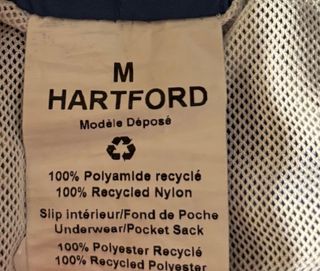 M
HARTFORD
Modèle Déposé
100% Polyamide recyclé
100% Recycled Nylon
Slip intérieur/Fond de Poche
Underwear/Pocket Sack
100% Polyester Recyclé
100% Recycled Polyester